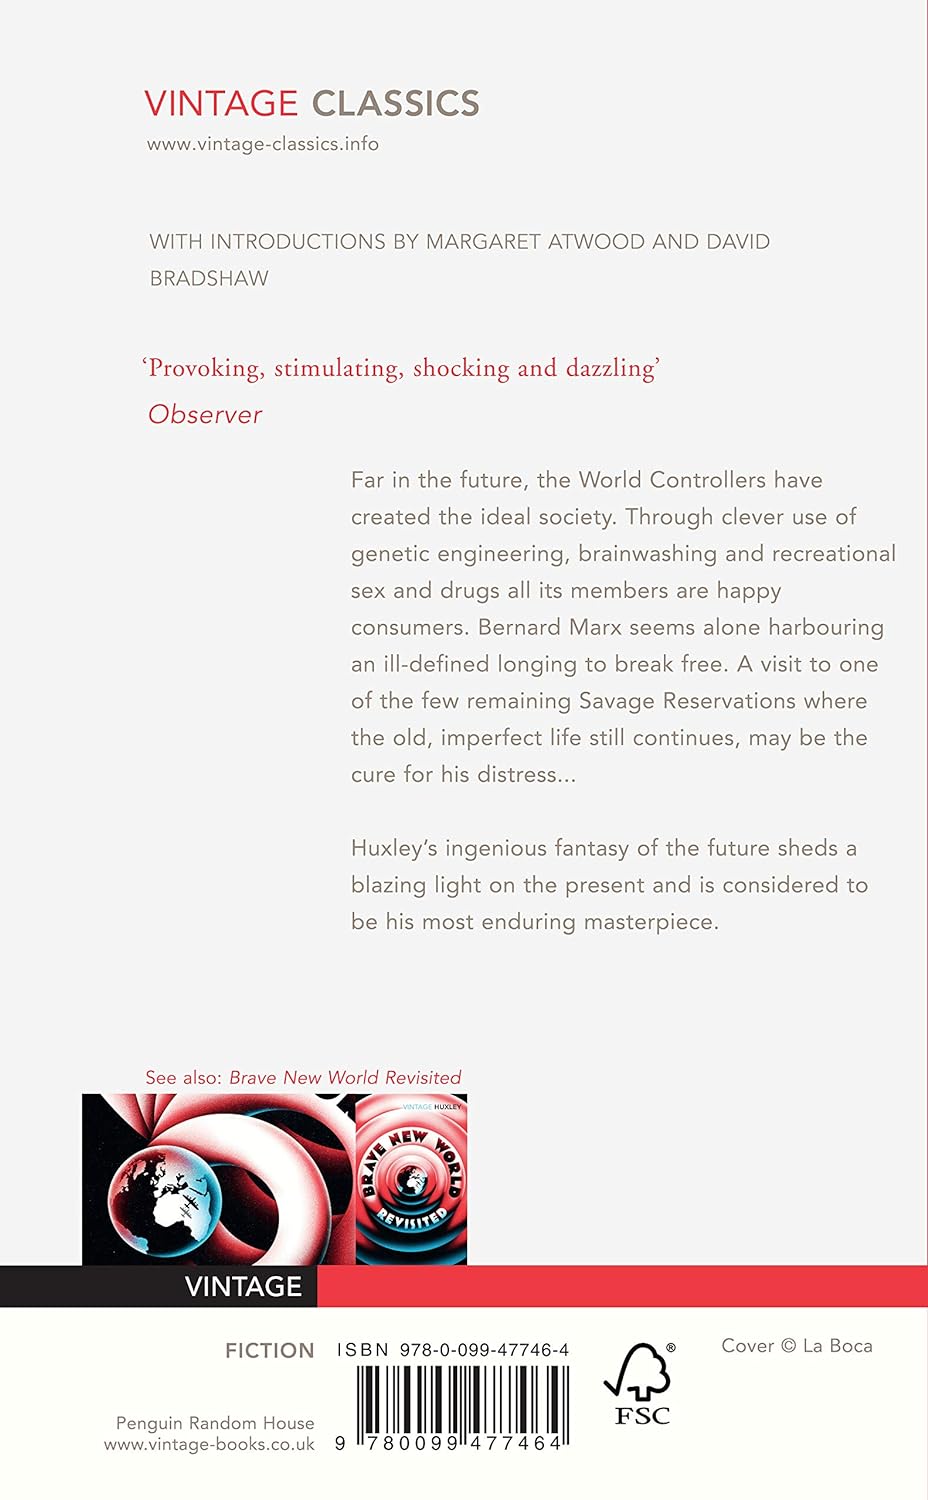 VINTAGE CLASSICS
www.vintage-classics.info
WITH INTRODUCTIONS BY MARGARET ATWOOD AND DAVID
BRADSHAW
‘Provoking, stimulating, shocking and dazzling’
Observer
Far in the future, the World Controllers have
created the ideal society. Through clever use of
genetic engineering, brainwashing and recreational
sex and drugs all its members are happy
consumers. Bernard Marx seems alone harbouring
an ill-defined longing to break free. A visit to one
of the few remaining Savage Reservations where
the old, imperfect life still continues, may be the
cure for his distress...
Huxley’s ingenious fantasy of the future sheds a
blazing light on the present and is considered to
be his most enduring masterpiece.
See also: Brave New World Revisited
VINTAGE HUXLEY
BRAVE NEW WORLD
REVISITED
VINTAGE
FICTION
ISBN 978-0-099-47746-4
9 780099 477464
Penguin Random House
www.vintage-books.co.uk
®
FSC
Cover © La Boca